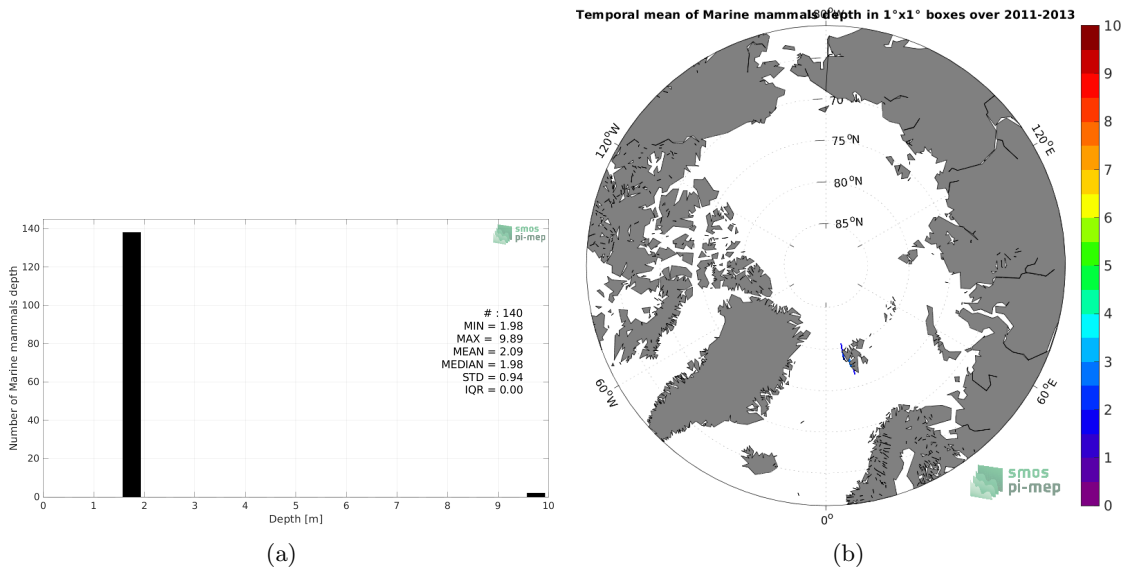 Number of Marine mammals depth
140
120
100
80
60
40
20
0
0 1 2 3 4 5 6 7 8 9 10
Depth [m]
smos
pi-mep
# : 140
MIN = 1.98
MAX = 9.89
MEAN = 2.09
MEDIAN = 1.98
STD = 0.94
IQR = 0.00
(a)
Temporal mean of Marine mammals depth in 1°x1° boxes over 2011-2013
180°W
70°N
75°N
80°N
85°N
120°W
120°E
60°W
60°E
0°
smos
pi-mep
10
9
8
7
6
5
4
3
2
1
0
(b)